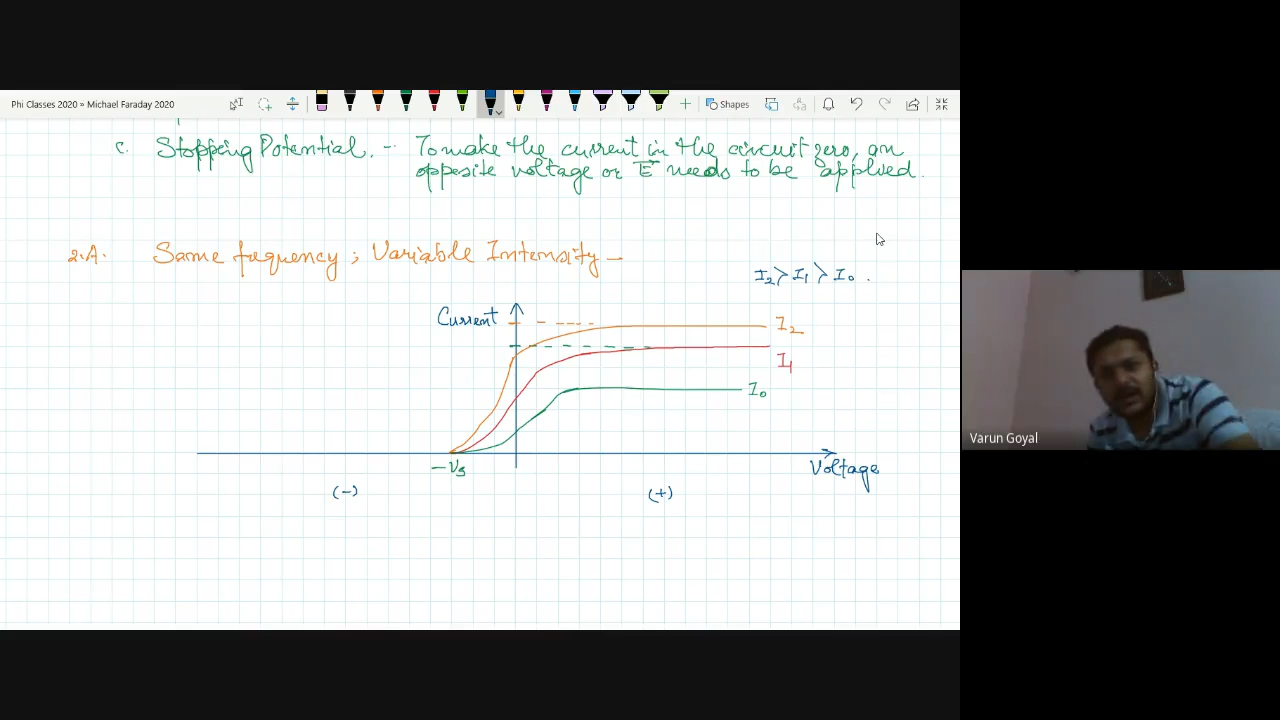 Phi Classes 2020 » Michael Faraday 2020
Shapes
c. Stopping Potential. - To make the current in the circuit zero, an
opposite voltage or E needs to be applied.
2.A. Same frequency ; Variable Intensity -
I₂ > I₁ > I₀ .
Current
I₂
I₁
I₀
-Vs
Voltage
(-)
(+)
Varun Goyal